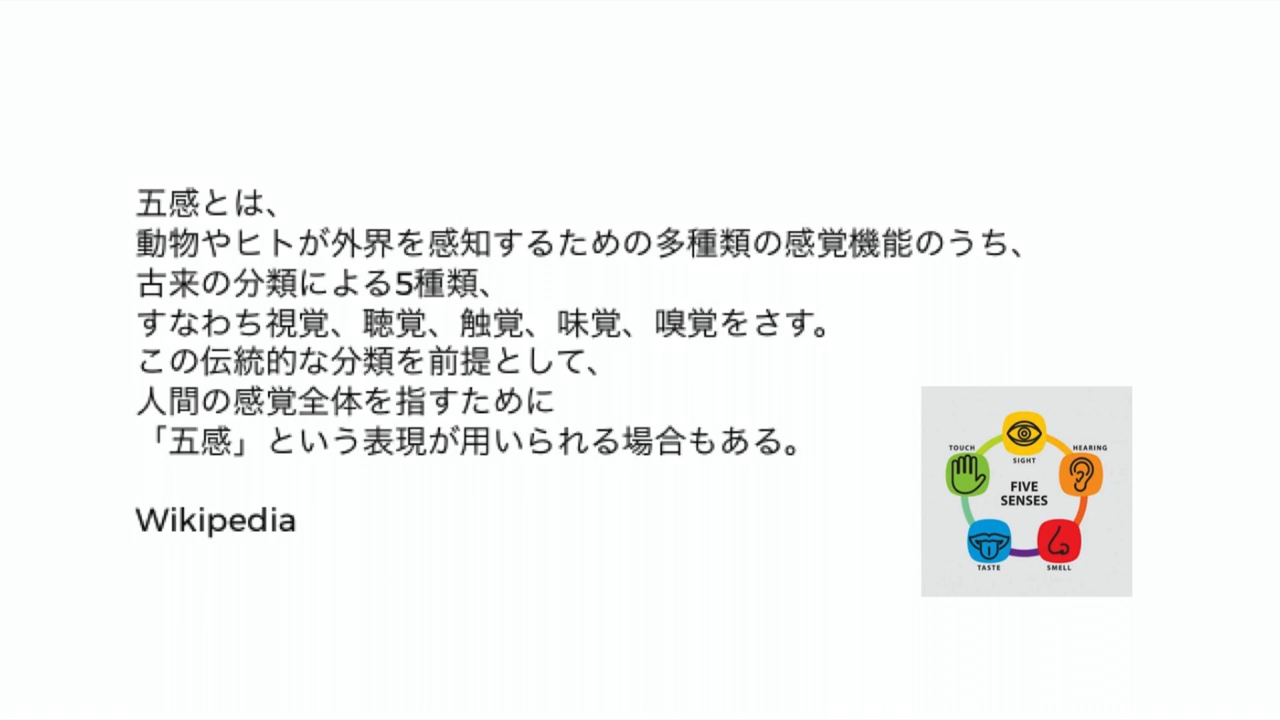 五感とは、
動物やヒトが外界を感知するための多種類の感覚機能のうち、
古来の分類による5種類、
すなわち視覚、聴覚、触覚、味覚、嗅覚をさす。
この伝統的な分類を前提として、
人間の感覚全体を指すために
「五感」という表現が用いられる場合もある。
Wikipedia
TOUCH
HEARING
SIGHT
FIVE
SENSES
TASTE
SMELL